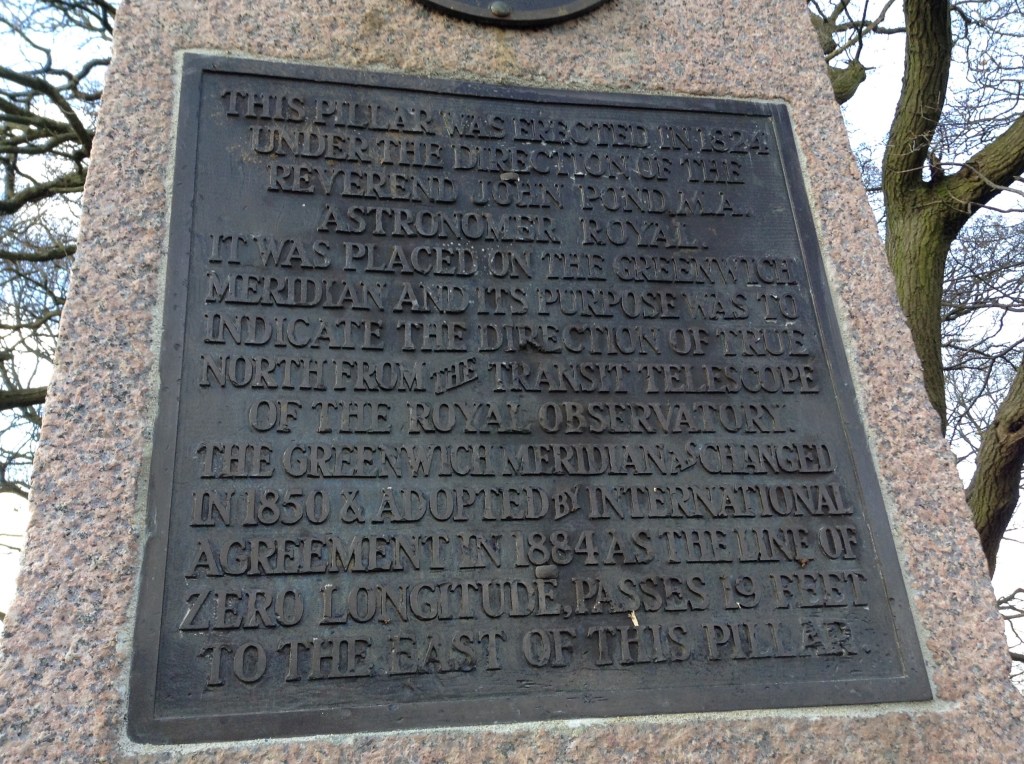 THIS PILLAR WAS ERECTED IN 1824
UNDER THE DIRECTION OF THE
REVEREND JOHN POND M.A.
ASTRONOMER ROYAL.
IT WAS PLACED ON THE GREENWICH
MERIDIAN AND ITS PURPOSE WAS TO
INDICATE THE DIRECTION OF TRUE
NORTH FROM THE TRANSIT TELESCOPE
OF THE ROYAL OBSERVATORY.
THE GREENWICH MERIDIAN AS CHANGED
IN 1850 & ADOPTED BY INTERNATIONAL
AGREEMENT IN 1884 AS THE LINE OF
ZERO LONGITUDE, PASSES 19 FEET
TO THE EAST OF THIS PILLAR.